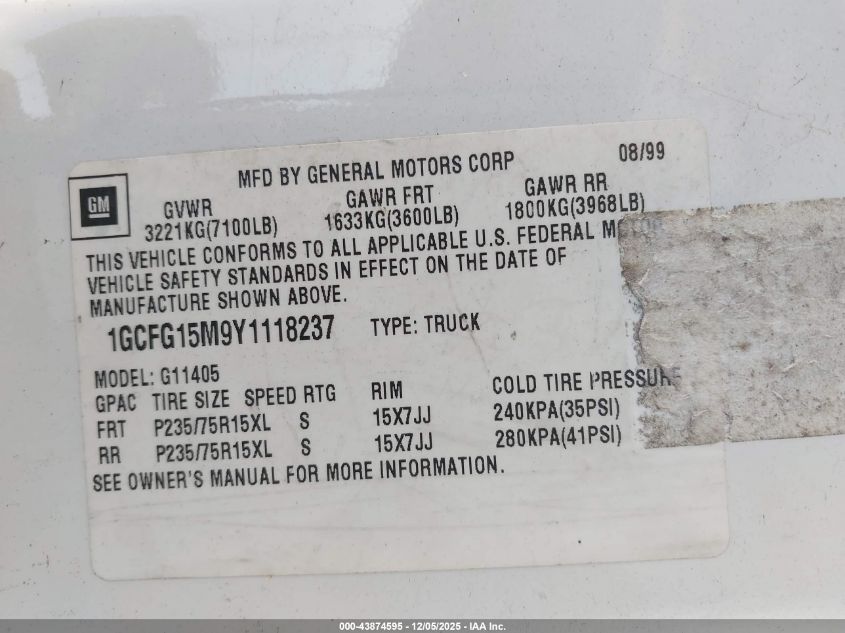 MFD BY GENERAL MOTORS CORP 08/99
GM
GVWR GAWR FRT GAWR RR
3221KG(7100LB) 1633KG(3600LB) 1800KG(3968LB)
THIS VEHICLE CONFORMS TO ALL APPLICABLE U.S. FEDERAL MOTOR
VEHICLE SAFETY STANDARDS IN EFFECT ON THE DATE OF
MANUFACTURE SHOWN ABOVE.
1GCFG15M9Y1118237 TYPE: TRUCK
MODEL: G11405
GPAC TIRE SIZE SPEED RTG RIM COLD TIRE PRESSURE
FRT P235/75R15XL S 15X7JJ 240KPA(35PSI)
RR P235/75R15XL S 15X7JJ 280KPA(41PSI)
SEE OWNER'S MANUAL FOR MORE INFORMATION.
000-43874595 - 12/05/2025 - IAA Inc.